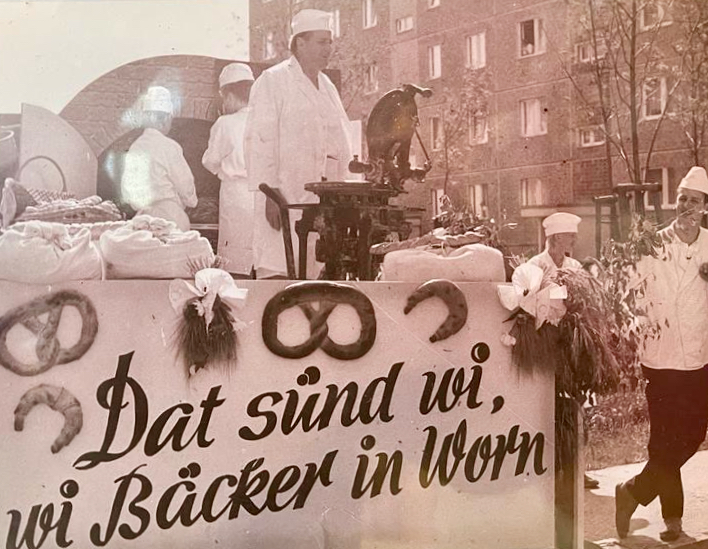 Dat sünd wi,
wi Bäcker in Worn